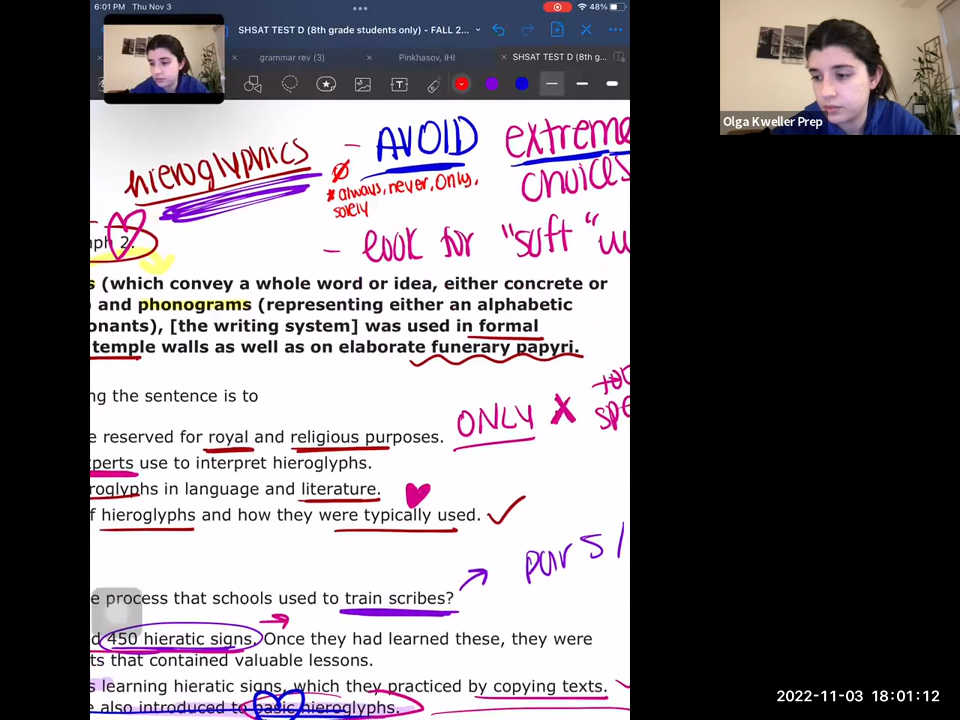 6:01 PM Thu Nov 3
48%
SHSAT TEST D (8th grade students only) - FALL 2...
grammar rev (3)
Pinkhasov, IHI
SHSAT TEST D (8th g...
Olga Kweller Prep
hieroglyphics
- AVOID extreme
choices
* always, never, only,
solely
- look for "soft"
aph 2.
s (which convey a whole word or idea, either concrete or
and phonograms (representing either an alphabetic
onants), [the writing system] was used in formal
temple walls as well as on elaborate funerary papyri.
ng the sentence is to
e reserved for royal and religious purposes.
ONLY X
xperts use to interpret hieroglyphs.
roglyphs in language and literature.
f hieroglyphs and how they were typically used.
par 5
e process that schools used to train scribes?
d 450 hieratic signs. Once they had learned these, they were
ts that contained valuable lessons.
s learning hieratic signs, which they practiced by copying texts.
e also introduced to basic hieroglyphs.
2022-11-03 18:01:12